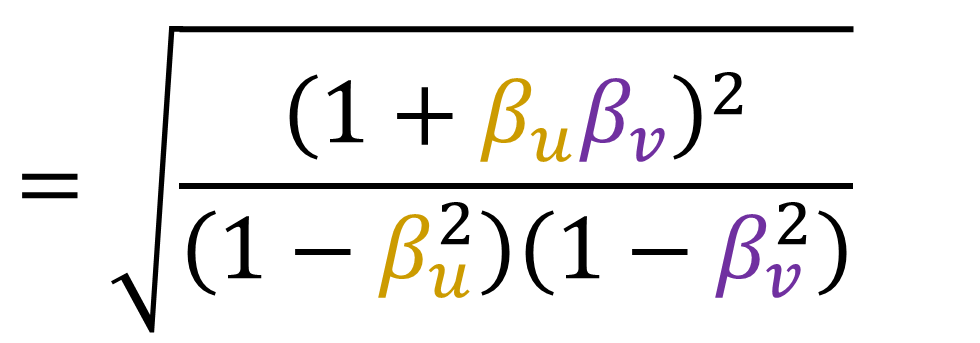 = √((1 + β_u β_v)² / ((1 − β_u²)(1 − β_v²)))